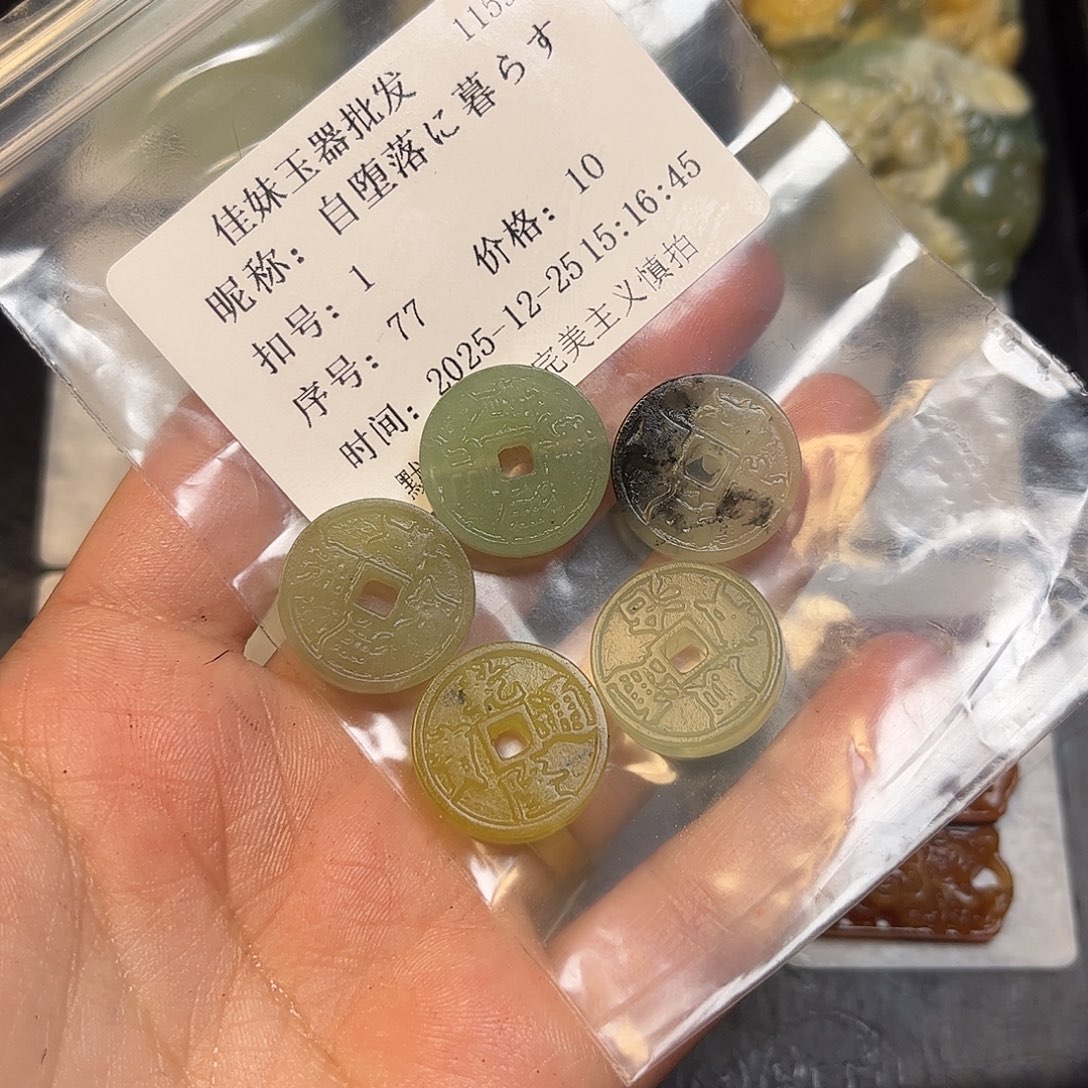 佳妹玉器批发
昵称: 自堕落に暮らす
扣号: 1 价格: 10
序号: 77
时间: 2025-12-25 15:16:45
完美主义慎拍